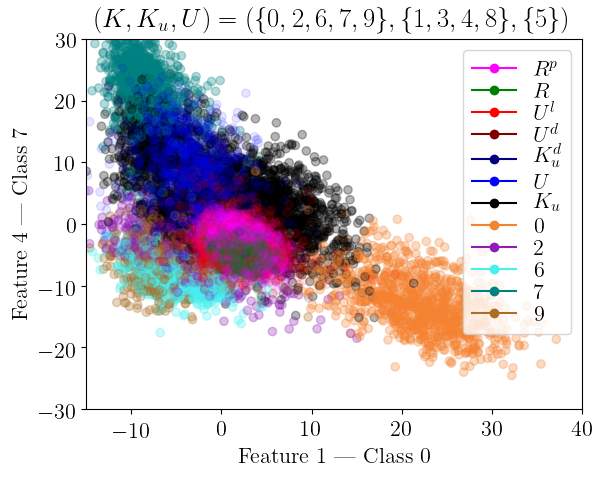 (K, K_u, U) = ({0, 2, 6, 7, 9}, {1, 3, 4, 8}, {5})
30
20
10
0
−10
−20
−30
Feature 4 — Class 7
R^p
R
U^l
U^d
K_u^d
U
K_u
0
2
6
7
9
−10
0
10
20
30
40
Feature 1 — Class 0